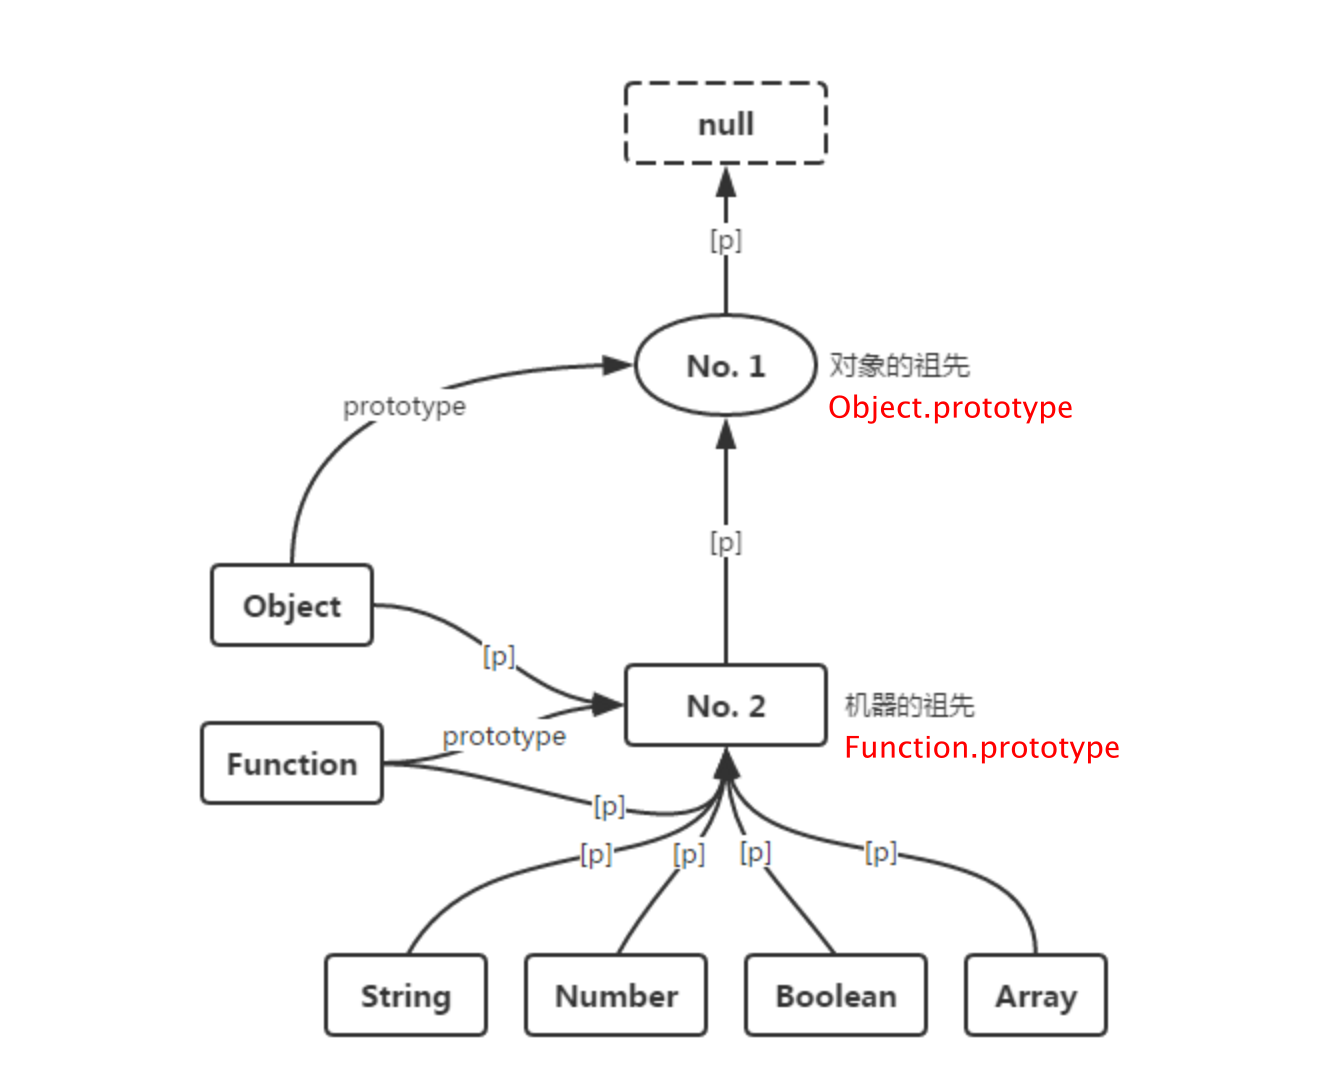 null
[p]
No. 1
对象的祖先
Object.prototype
prototype
[p]
Object
[p]
No. 2
机器的祖先
Function.prototype
prototype
Function
[p]
[p]
[p]
[p]
[p]
String
Number
Boolean
Array